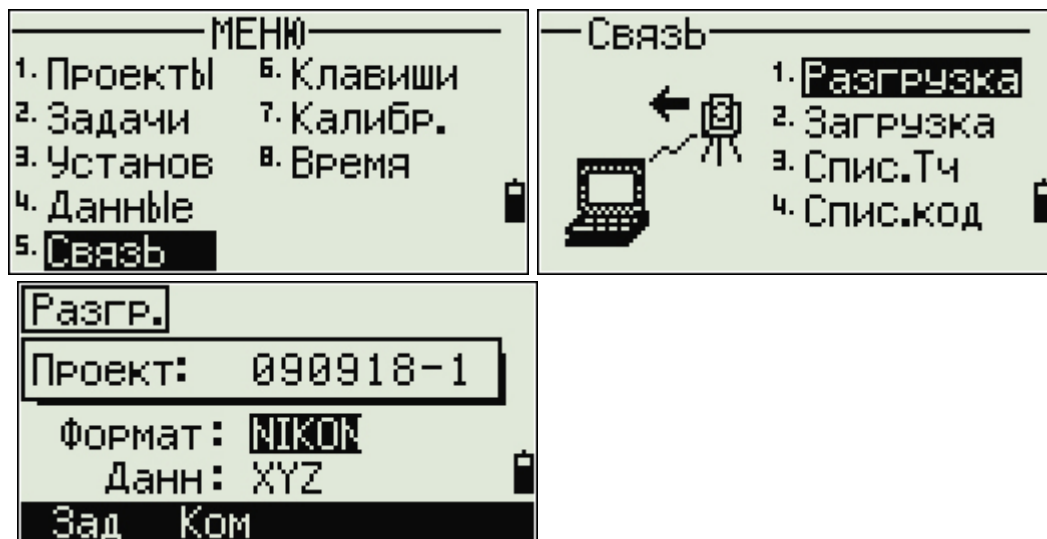 МЕНЮ
1. Проекты
2. Задачи
3. Установ
4. Данные
5. Связь
6. Клавиши
7. Калибр.
8. Время
Связь
1. Разгрузка
2. Загрузка
3. Спис.Тч
4. Спис.код
Разгр.
Проект: 090918-1
Формат: NIKON
Данн: XYZ
Зад Ком